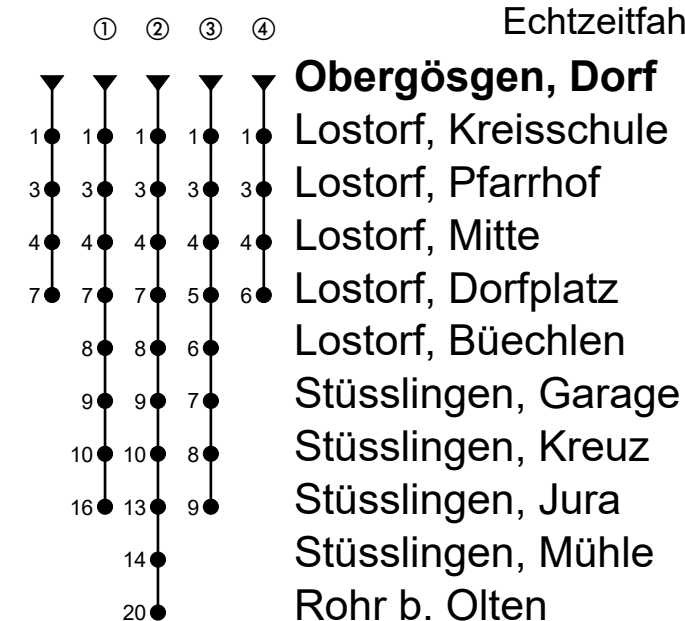 ① ② ③ ④ Echtzeitfah
Obergösgen, Dorf
1 1 1 1 1 Lostorf, Kreisschule
3 3 3 3 3 Lostorf, Pfarrhof
4 4 4 4 4 Lostorf, Mitte
7 7 7 5 6 Lostorf, Dorfplatz
8 8 6 Lostorf, Büechlen
9 9 7 Stüsslingen, Garage
10 10 8 Stüsslingen, Kreuz
16 13 9 Stüsslingen, Jura
14 Stüsslingen, Mühle
20 Rohr b. Olten